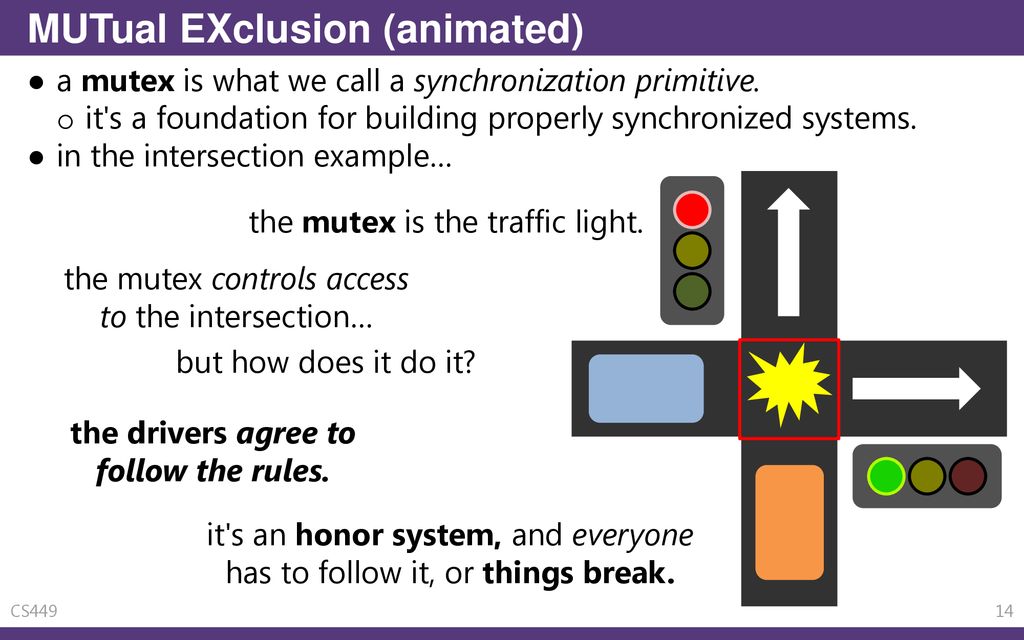 MUTual EXclusion (animated)
● a mutex is what we call a synchronization primitive.
o it's a foundation for building properly synchronized systems.
● in the intersection example…
the mutex is the traffic light.
the mutex controls access
to the intersection…
but how does it do it?
the drivers agree to
follow the rules.
it's an honor system, and everyone
has to follow it, or things break.
CS449
14